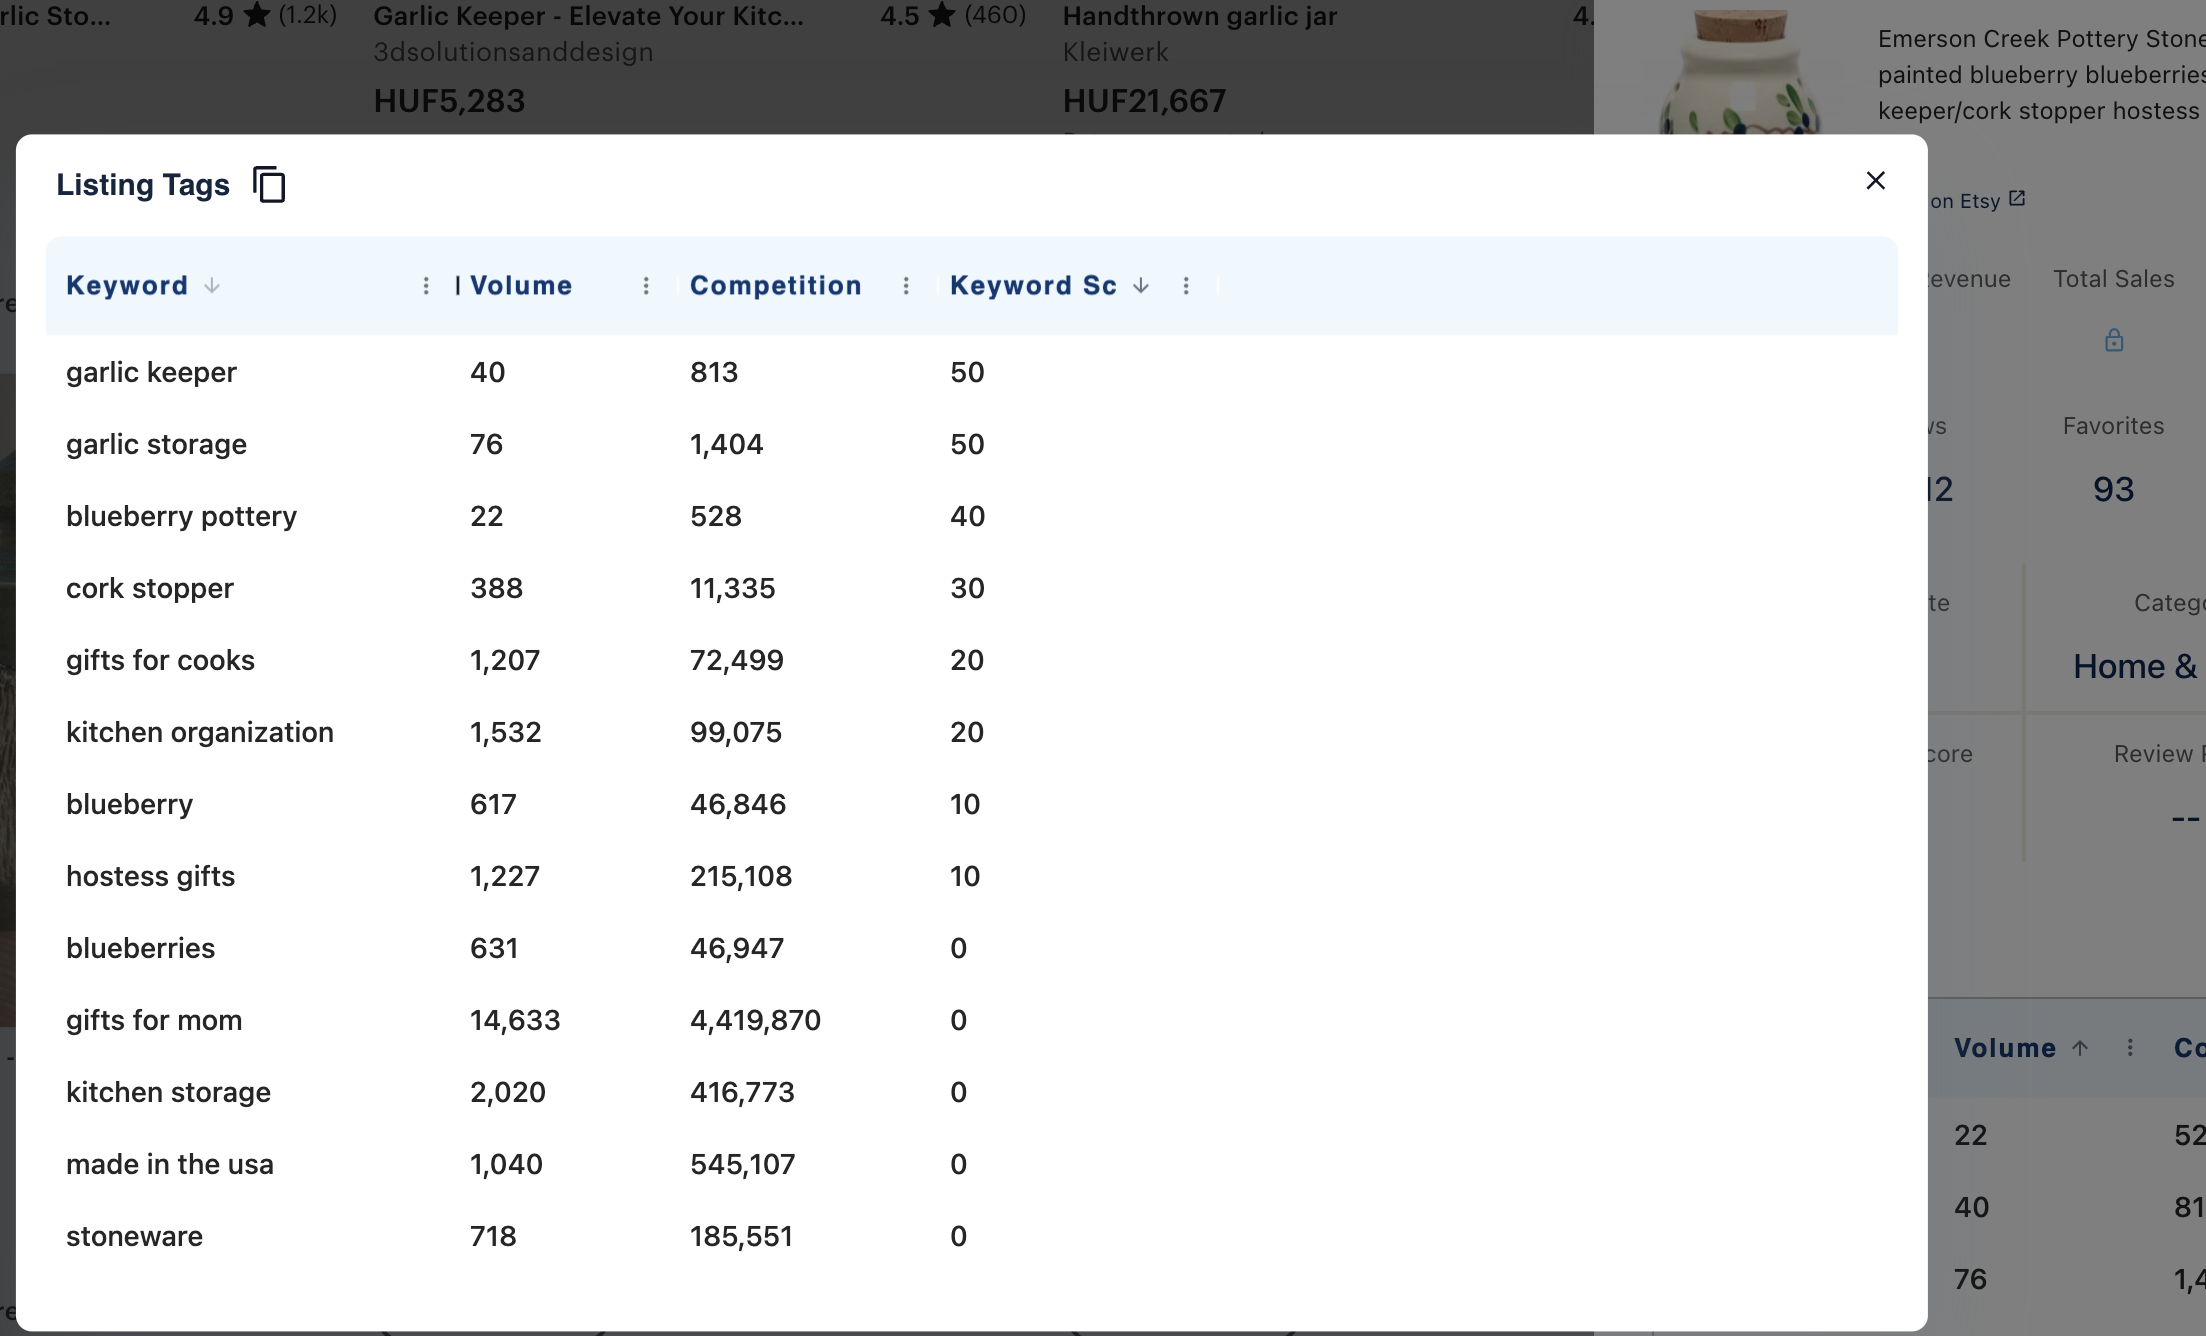 rlic Sto... 4.9 ★ (1.2k) Garlic Keeper - Elevate Your Kitc... 4.5 ★ (460) Handthrown garlic jar 4.
3dsolutionsanddesign Kleiwerk
HUF5,283 HUF21,667
Emerson Creek Pottery Stone
painted blueberry blueberries
keeper/cork stopper hostess
on Etsy
Listing Tags
Keyword Volume Competition Keyword Sc
garlic keeper 40 813 50
garlic storage 76 1,404 50
blueberry pottery 22 528 40
cork stopper 388 11,335 30
gifts for cooks 1,207 72,499 20
kitchen organization 1,532 99,075 20
blueberry 617 46,846 10
hostess gifts 1,227 215,108 10
blueberries 631 46,947 0
gifts for mom 14,633 4,419,870 0
kitchen storage 2,020 416,773 0
made in the usa 1,040 545,107 0
stoneware 718 185,551 0
evenue Total Sales
Favorites
12 93
te Catego
Home &
core Review
--
Volume Co
22 52
40 81
76 1,4